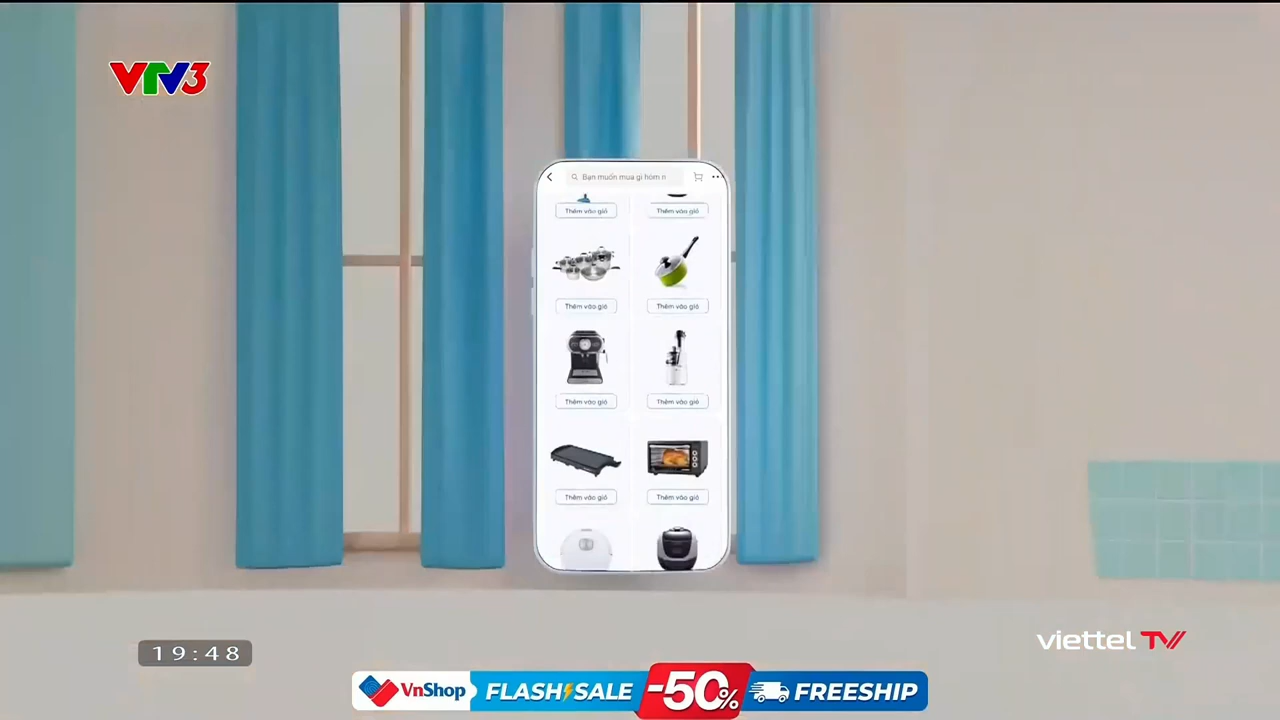 VTV3
Bạn muốn mua gì hôm n
Thêm vào giỏ
Thêm vào giỏ
Thêm vào giỏ
Thêm vào giỏ
Thêm vào giỏ
Thêm vào giỏ
Thêm vào giỏ
Thêm vào giỏ
viettel TV
19:48
VnShop FLASH SALE -50% FREESHIP